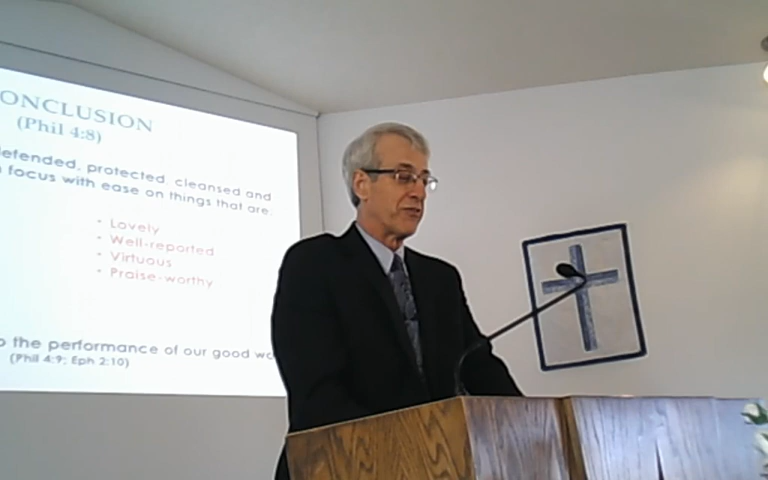 ONCLUSION
(Phil 4:8)
efended, protected, cleansed and
focus with ease on things that are:
• Lovely
• Well-reported
• Virtuous
• Praise-worthy
o the performance of our good wo
(Phil 4:9; Eph 2:10)